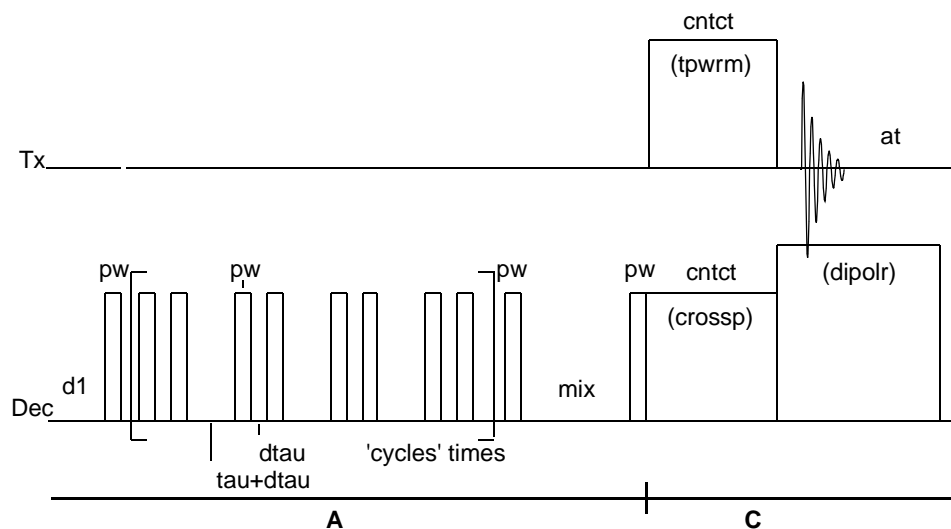 cntct
(tpwrm)
Tx
at
pw
pw
pw
pw
cntct
(dipolr)
(crossp)
d1
mix
Dec
dtau
'cycles' times
tau+dtau
A
C